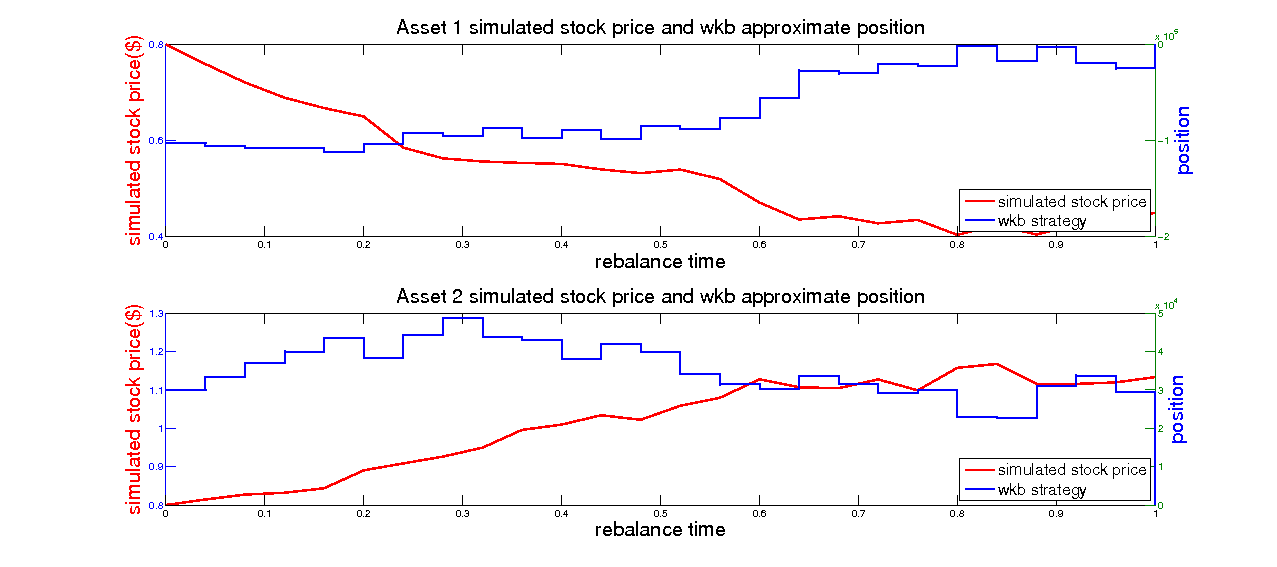 Asset 1 simulated stock price and wkb approximate position
x 10^5
0.8
0.6
0.4
simulated stock price($)
0
-1
-2
position
simulated stock price
wkb strategy
0 0.1 0.2 0.3 0.4 0.5 0.6 0.7 0.8 0.9 1
rebalance time
Asset 2 simulated stock price and wkb approximate position
x 10^4
1.3
1.2
1.1
1
0.9
0.8
simulated stock price($)
5
4
3
2
1
0
position
simulated stock price
wkb strategy
0 0.1 0.2 0.3 0.4 0.5 0.6 0.7 0.8 0.9 1
rebalance time